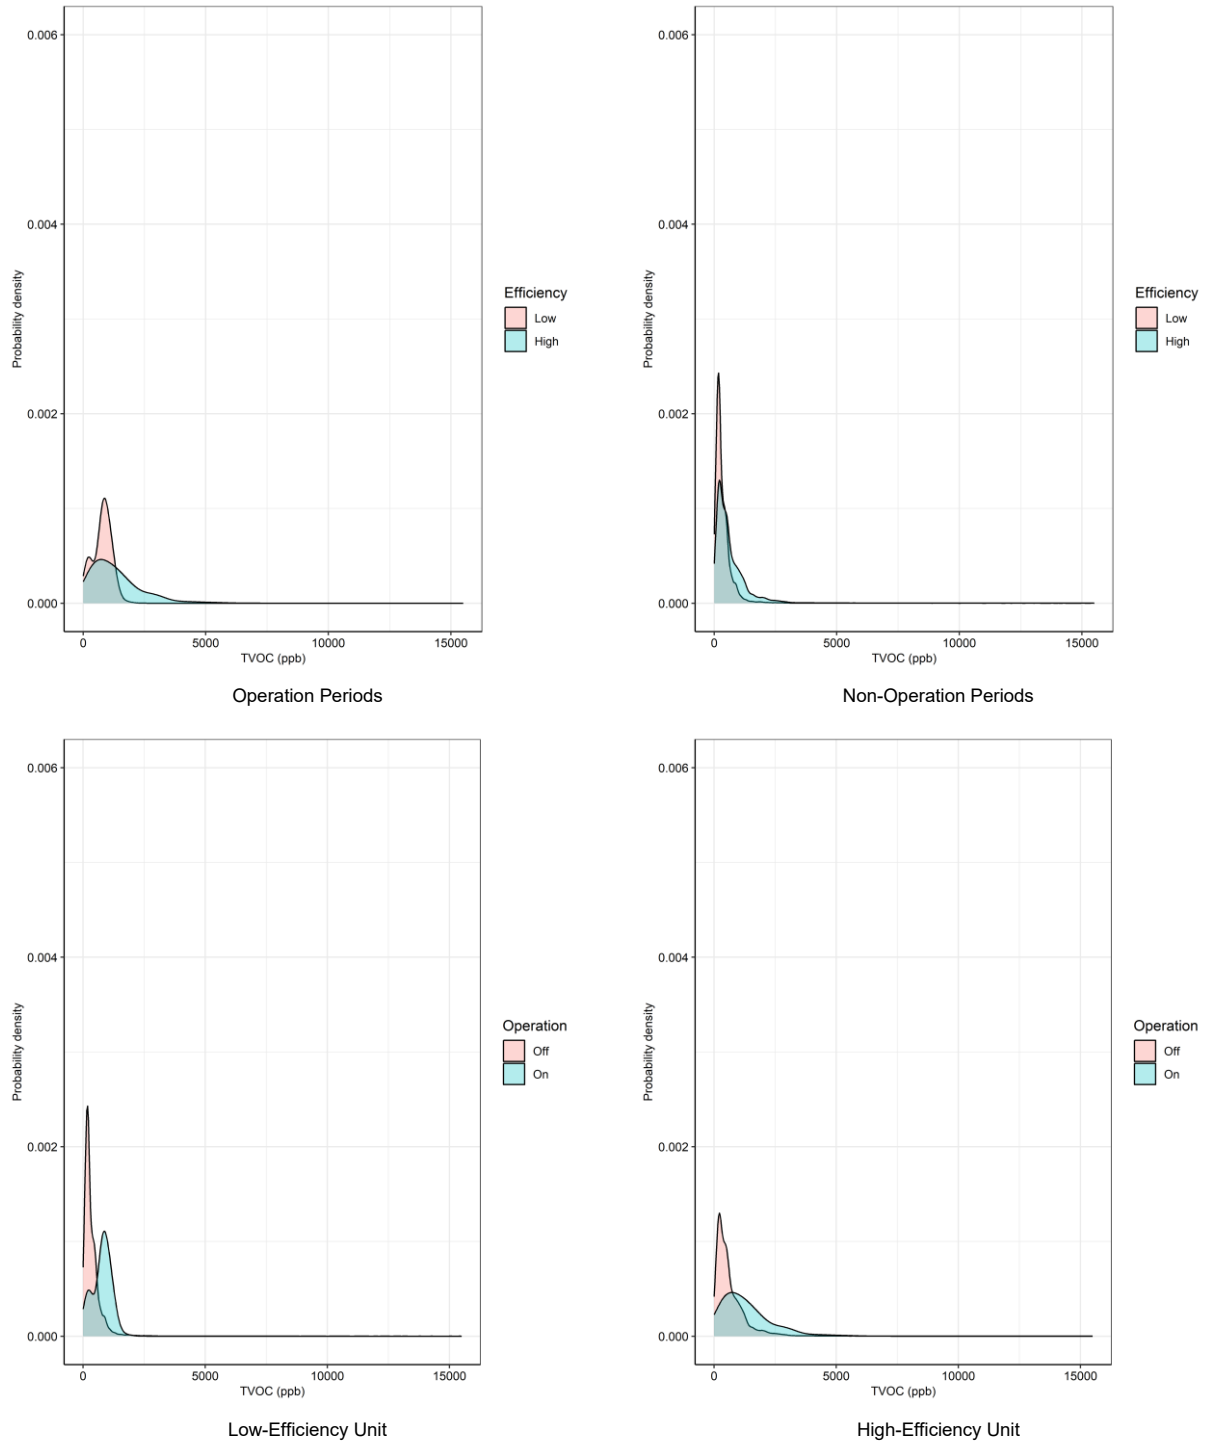 0.006
0.004
0.002
0.000
Probability density
0
5000
10000
15000
TVOC (ppb)
Efficiency
Low
High
Operation Periods
0.006
0.004
0.002
0.000
Probability density
0
5000
10000
15000
TVOC (ppb)
Efficiency
Low
High
Non-Operation Periods
0.006
0.004
0.002
0.000
Probability density
0
5000
10000
15000
TVOC (ppb)
Operation
Off
On
Low-Efficiency Unit
0.006
0.004
0.002
0.000
Probability density
0
5000
10000
15000
TVOC (ppb)
Operation
Off
On
High-Efficiency Unit